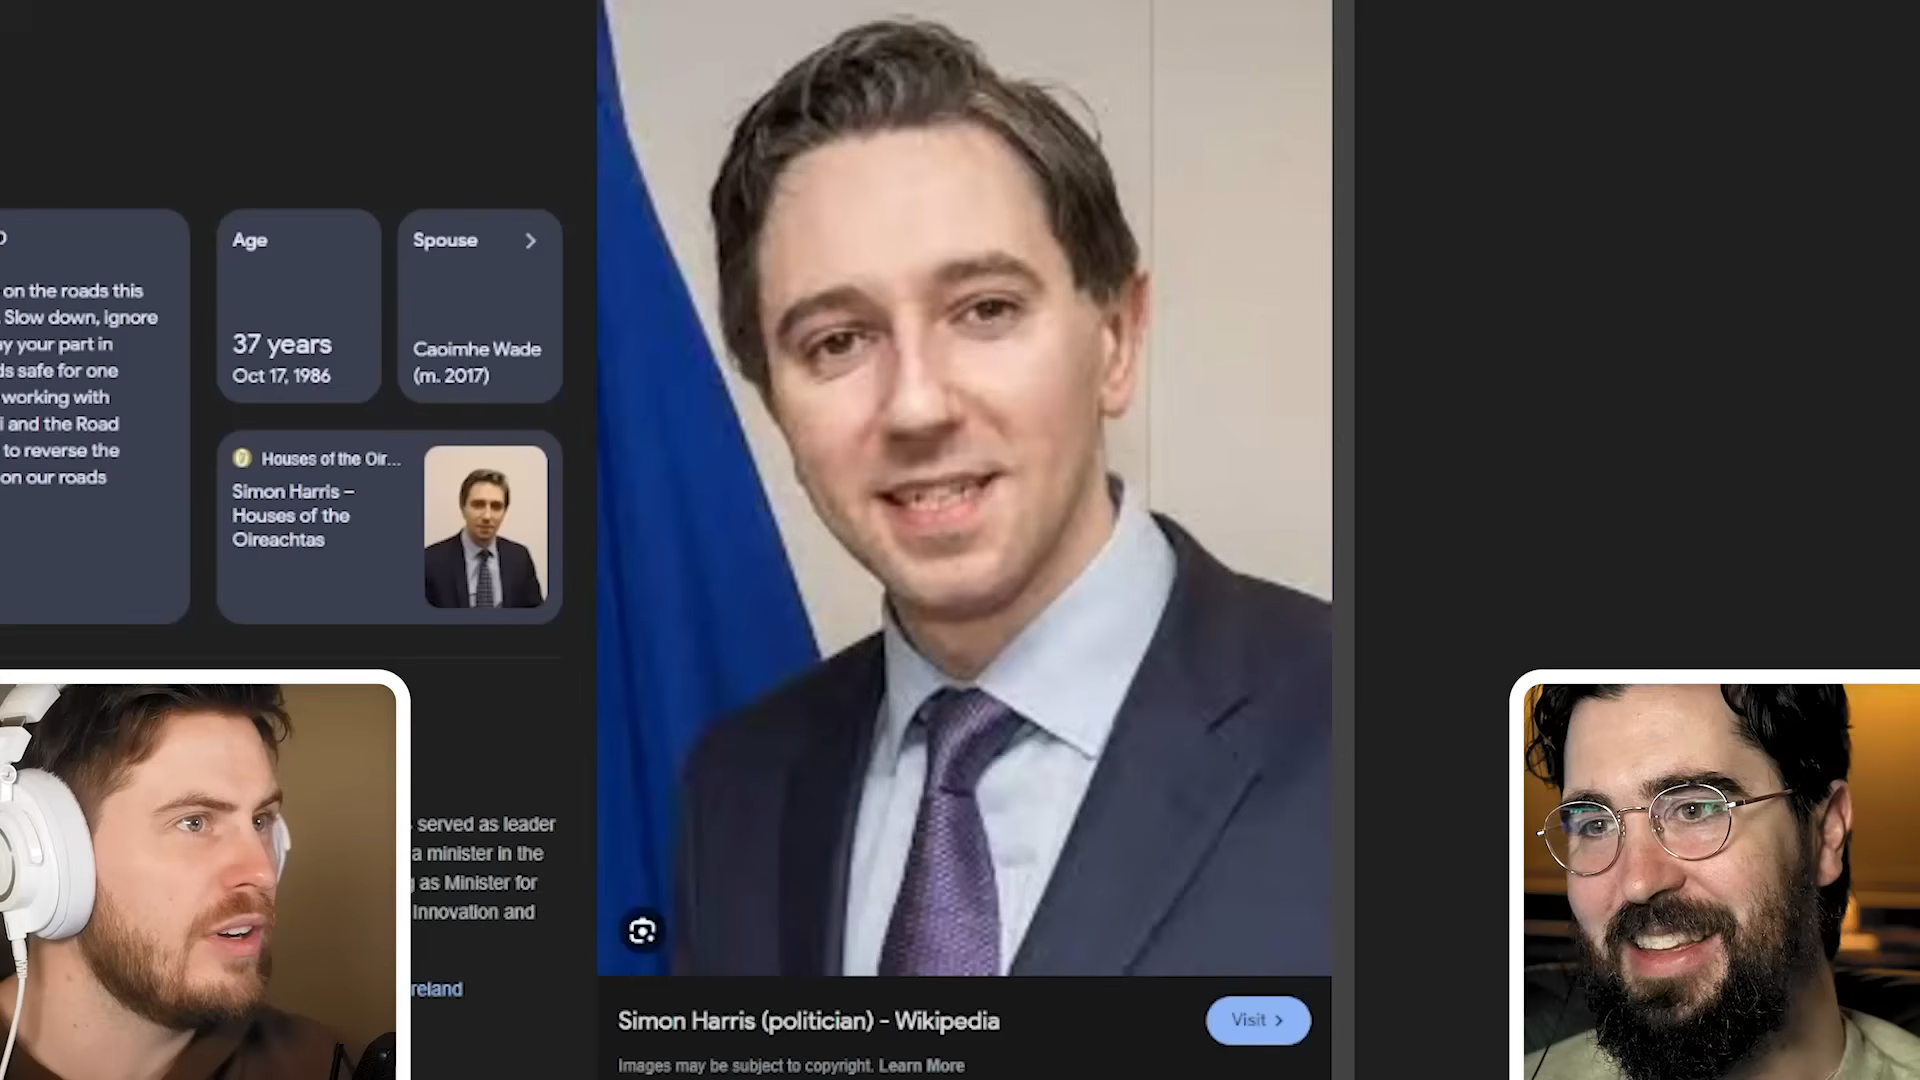 on the roads this
Slow down, ignore
your part in
safe for one
working with
and the Road
to reverse the
on our roads
Age
37 years
Oct 17, 1986
Spouse
Caoimhe Wade
(m. 2017)
Houses of the Oir...
Simon Harris –
Houses of the
Oireachtas
served as leader
a minister in the
as Minister for
Innovation and
reland
Simon Harris (politician) - Wikipedia
Visit
Images may be subject to copyright. Learn More